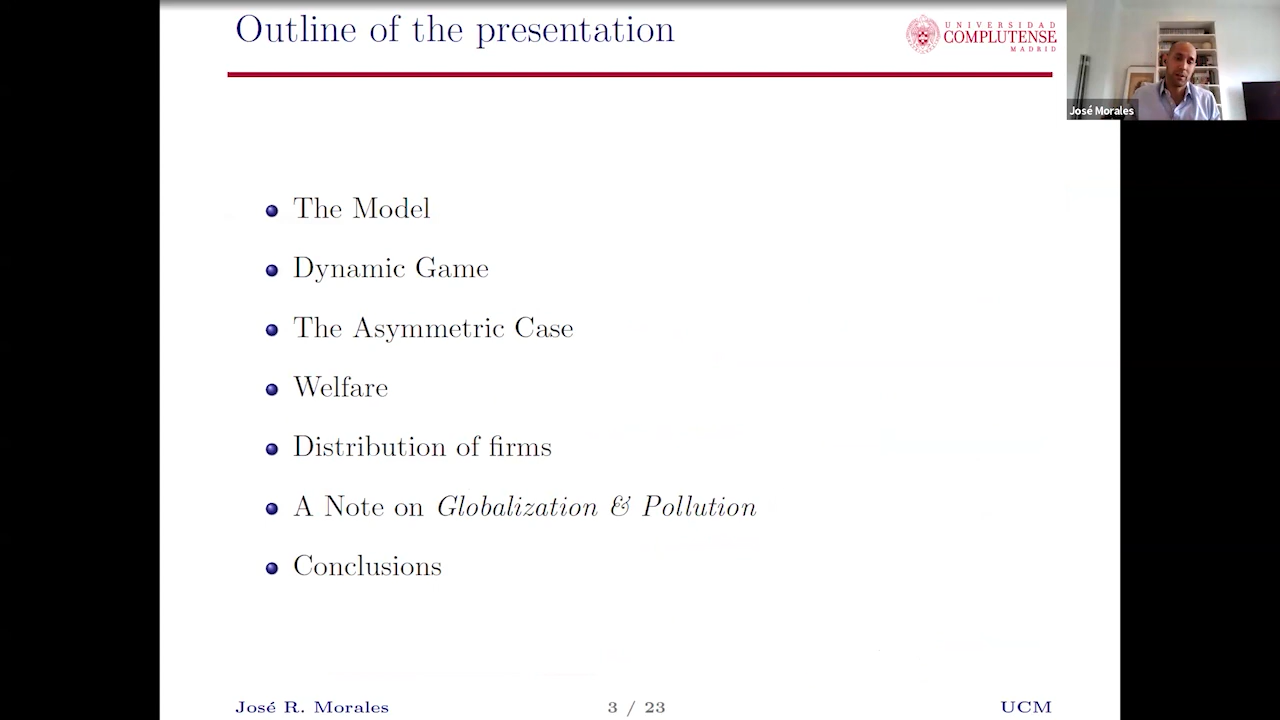 Outline of the presentation
UNIVERSIDAD
COMPLUTENSE
MADRID
José Morales
The Model
Dynamic Game
The Asymmetric Case
Welfare
Distribution of firms
A Note on Globalization & Pollution
Conclusions
José R. Morales
3 / 23
UCM